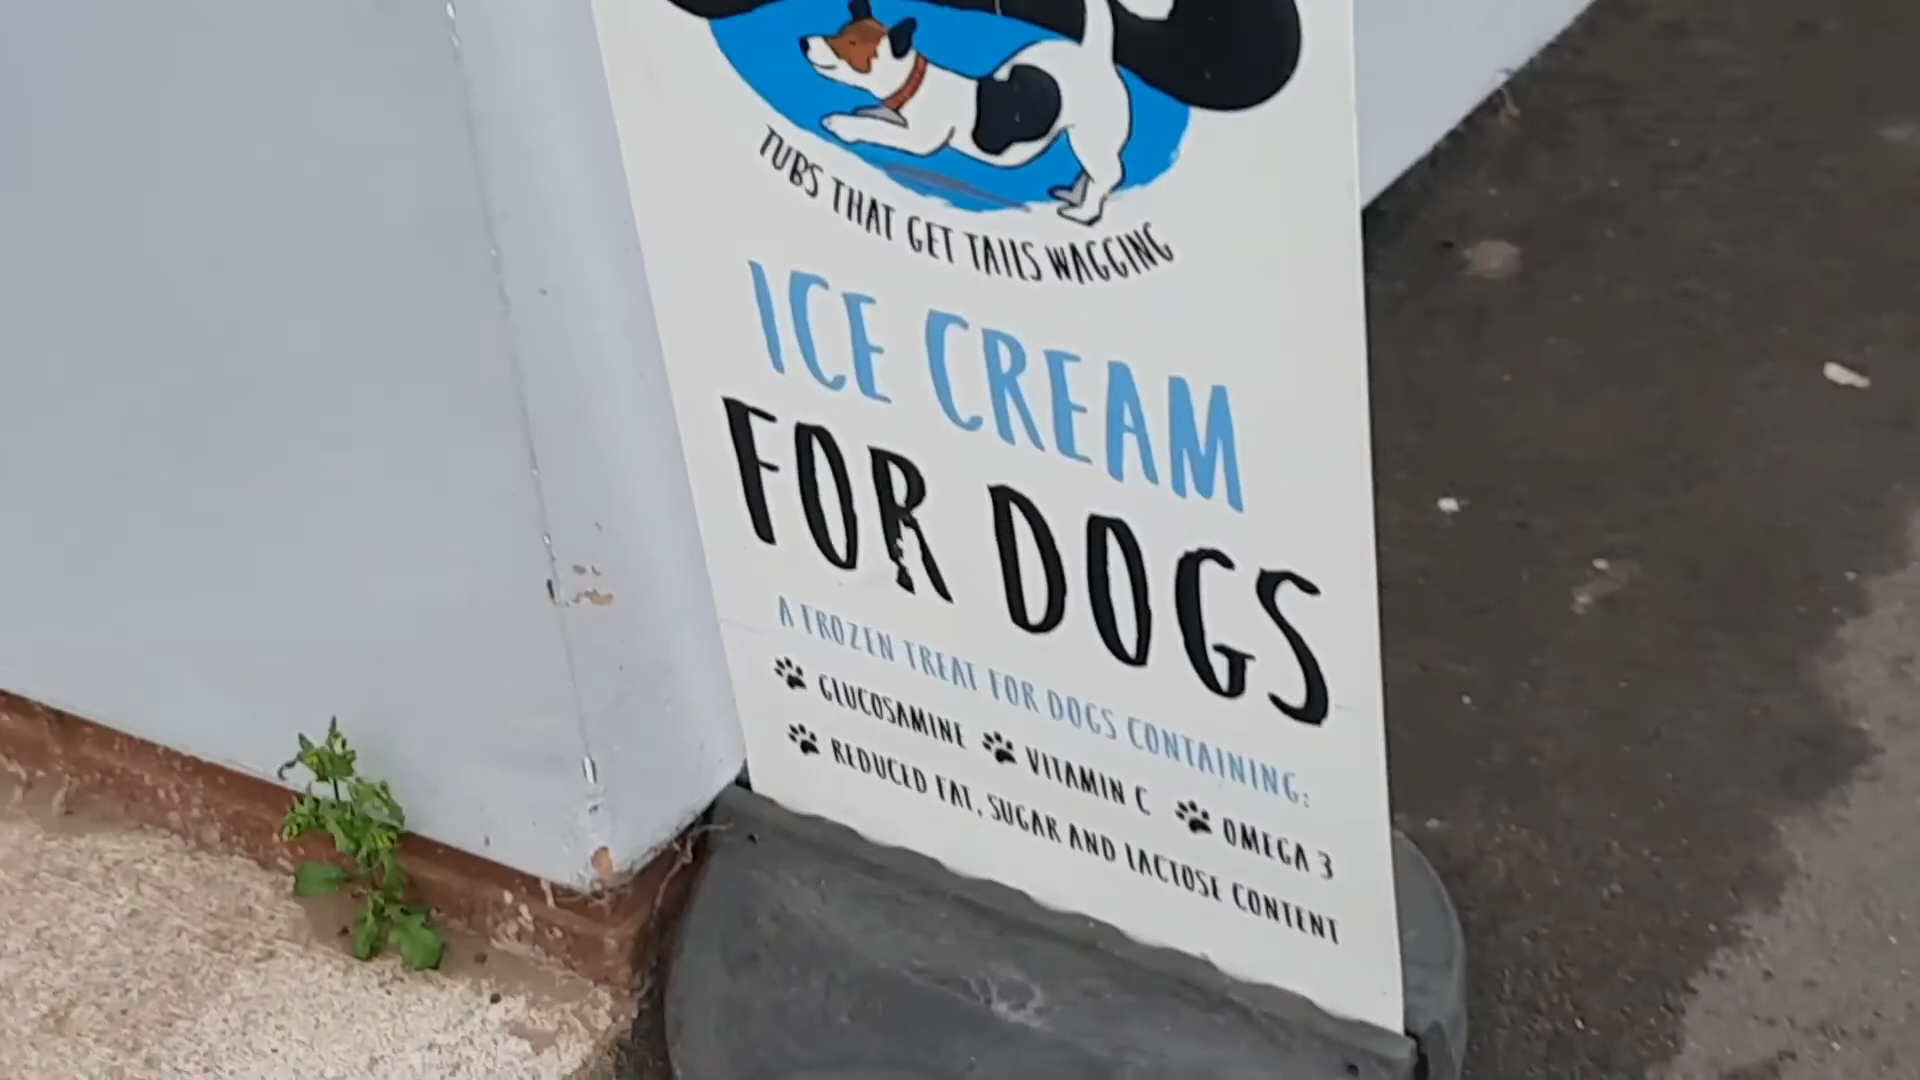 TUBS THAT GET TAILS WAGGING
ICE CREAM
FOR DOGS
A FROZEN TREAT FOR DOGS CONTAINING:
GLUCOSAMINE VITAMIN C OMEGA 3
REDUCED FAT, SUGAR AND LACTOSE CONTENT